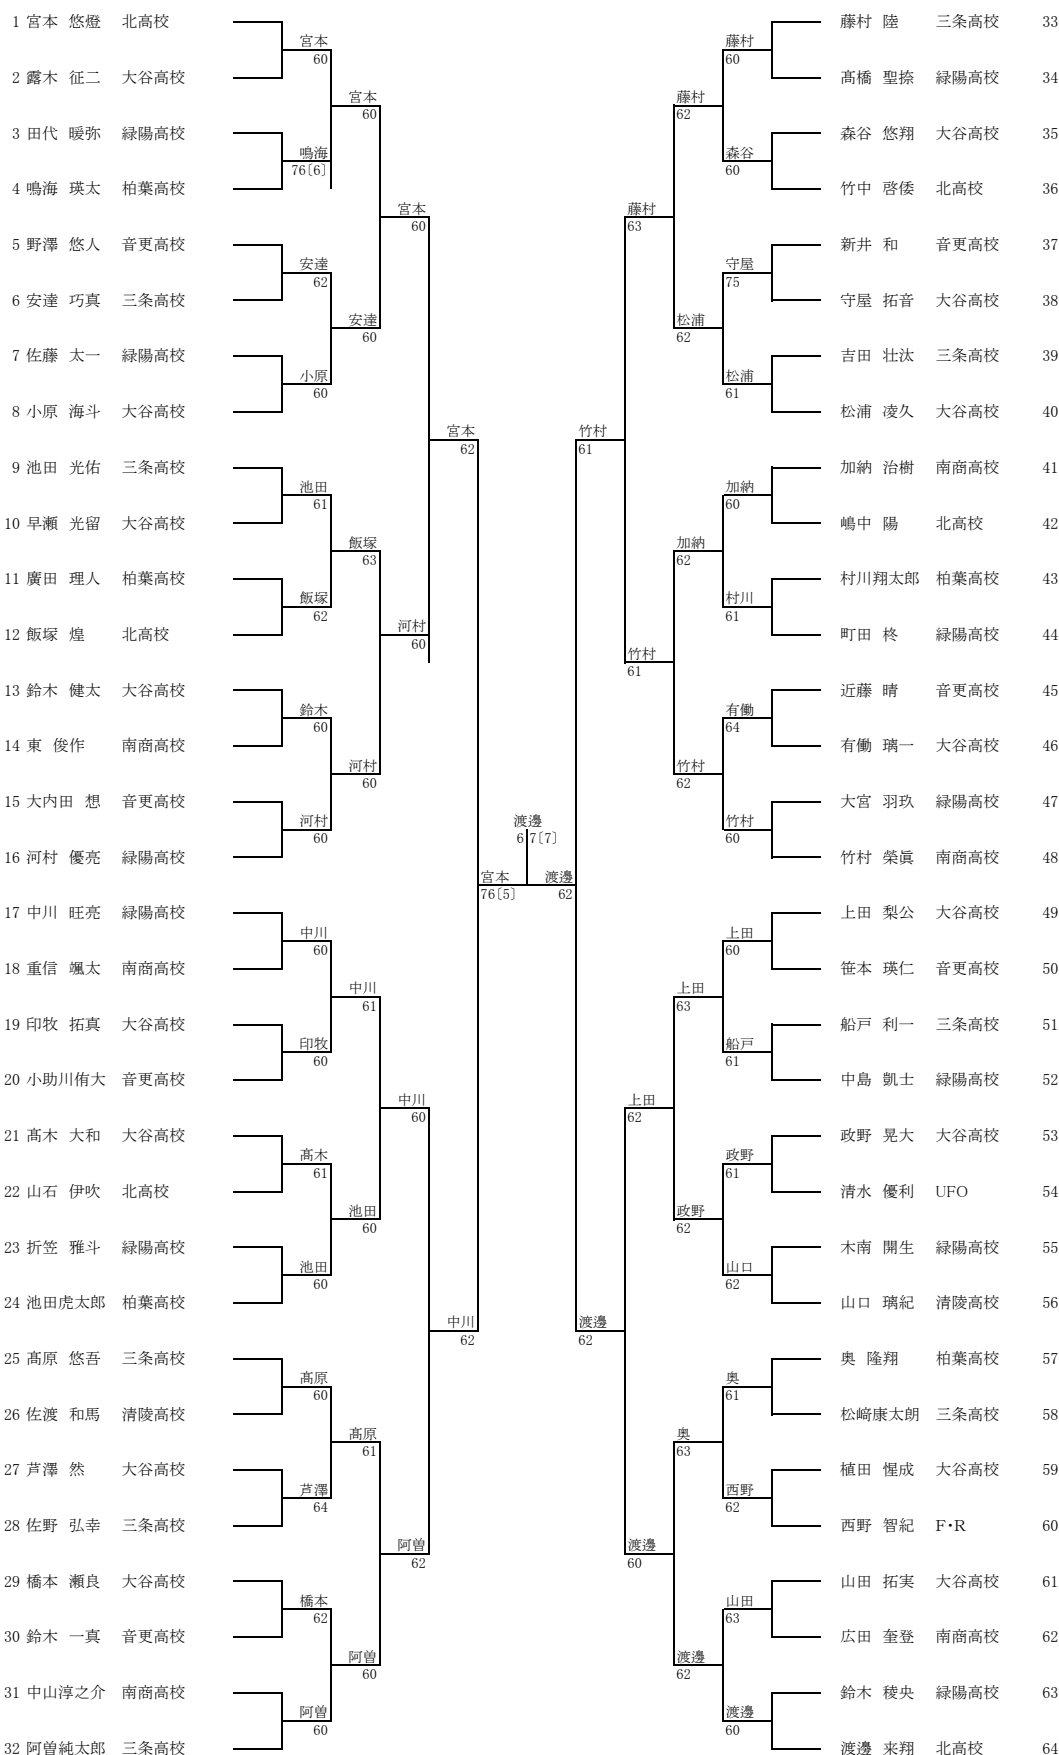 1 宮本 悠燈 北高校
2 露木 征二 大谷高校
3 田代 暖弥 緑陽高校
4 鳴海 瑛太 柏葉高校
5 野澤 悠人 音更高校
6 安達 巧真 三条高校
7 佐藤 太一 緑陽高校
8 小原 海斗 大谷高校
9 池田 光佑 三条高校
10 早瀬 光留 大谷高校
11 廣田 理人 柏葉高校
12 飯塚 煌 北高校
13 鈴木 健太 大谷高校
14 東 俊作 南商高校
15 大内田 想 音更高校
16 河村 優亮 緑陽高校
17 中川 旺亮 緑陽高校
18 重信 颯太 南商高校
19 印牧 拓真 大谷高校
20 小助川侑大 音更高校
21 髙木 大和 大谷高校
22 山石 伊吹 北高校
23 折笠 雅斗 緑陽高校
24 池田虎太郎 柏葉高校
25 髙原 悠吾 三条高校
26 佐渡 和馬 清陵高校
27 芦澤 然 大谷高校
28 佐野 弘幸 三条高校
29 橋本 瀬良 大谷高校
30 鈴木 一真 音更高校
31 中山淳之介 南商高校
32 阿曽純太郎 三条高校
宮本
60
鳴海
76〔6〕
安達
62
小原
60
池田
61
飯塚
62
鈴木
60
河村
60
中川
60
印牧
60
髙木
61
池田
60
髙原
60
芦澤
64
橋本
62
阿曽
60
宮本
60
安達
60
飯塚
63
河村
60
中川
61
池田
60
髙原
61
阿曽
60
宮本
60
河村
60
中川
60
阿曽
62
宮本
62
中川
62
宮本
76〔5〕
渡邊
6 7〔7〕
渡邊
62
竹村
61
渡邊
62
藤村
63
竹村
61
上田
62
渡邊
60
藤村
62
松浦
62
加納
62
竹村
62
上田
63
政野
62
奥
63
渡邊
62
藤村
60
森谷
60
守屋
75
松浦
61
加納
60
村川
61
有働
64
竹村
60
上田
60
船戸
61
政野
61
山口
62
奥
61
西野
62
山田
63
渡邊
60
藤村 陸 三条高校 33
髙橋 聖捺 緑陽高校 34
森谷 悠翔 大谷高校 35
竹中 啓倭 北高校 36
新井 和 音更高校 37
守屋 拓音 大谷高校 38
吉田 壮汰 三条高校 39
松浦 凌久 大谷高校 40
加納 治樹 南商高校 41
嶋中 陽 北高校 42
村川翔太郎 柏葉高校 43
町田 柊 緑陽高校 44
近藤 晴 音更高校 45
有働 璃一 大谷高校 46
大宮 羽玖 緑陽高校 47
竹村 榮眞 南商高校 48
上田 梨公 大谷高校 49
笹本 瑛仁 音更高校 50
船戸 利一 三条高校 51
中島 凱士 緑陽高校 52
政野 晃大 大谷高校 53
清水 優利 UFO 54
木南 開生 緑陽高校 55
山口 璃紀 清陵高校 56
奥 隆翔 柏葉高校 57
松﨑康太朗 三条高校 58
植田 惺成 大谷高校 59
西野 智紀 F・R 60
山田 拓実 大谷高校 61
広田 奎登 南商高校 62
鈴木 稜央 緑陽高校 63
渡邊 来翔 北高校 64